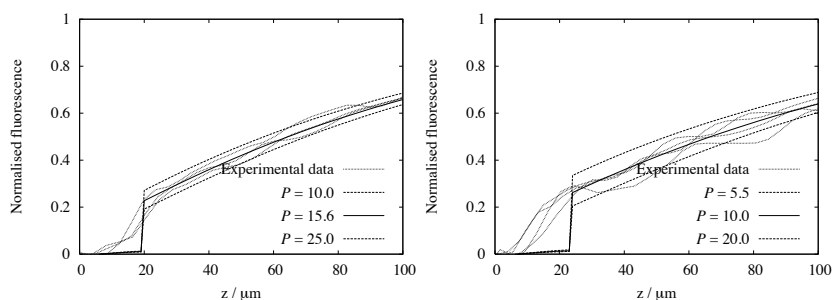 1
0.8
0.6
0.4
0.2
0
Normalised fluorescence
Experimental data
P = 10.0
P = 15.6
P = 25.0
0 20 40 60 80 100
z / μm
1
0.8
0.6
0.4
0.2
0
Normalised fluorescence
Experimental data
P = 5.5
P = 10.0
P = 20.0
0 20 40 60 80 100
z / μm